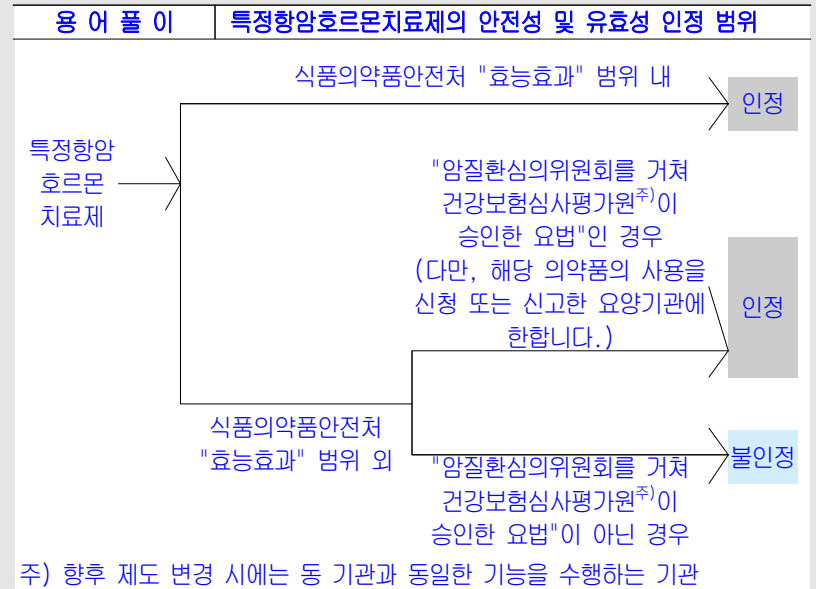 용 어 풀 이 특정항암호르몬치료제의 안전성 및 유효성 인정 범위
식품의약품안전처 "효능효과" 범위 내
인정
특정항암
호르몬
치료제
"암질환심의위원회를 거쳐
건강보험심사평가원주)이
승인한 요법"인 경우
(다만, 해당 의약품의 사용을
신청 또는 신고한 요양기관에
한합니다.)
인정
식품의약품안전처
"효능효과" 범위 외
"암질환심의위원회를 거쳐
건강보험심사평가원주)이
승인한 요법"이 아닌 경우
불인정
주) 향후 제도 변경 시에는 동 기관과 동일한 기능을 수행하는 기관